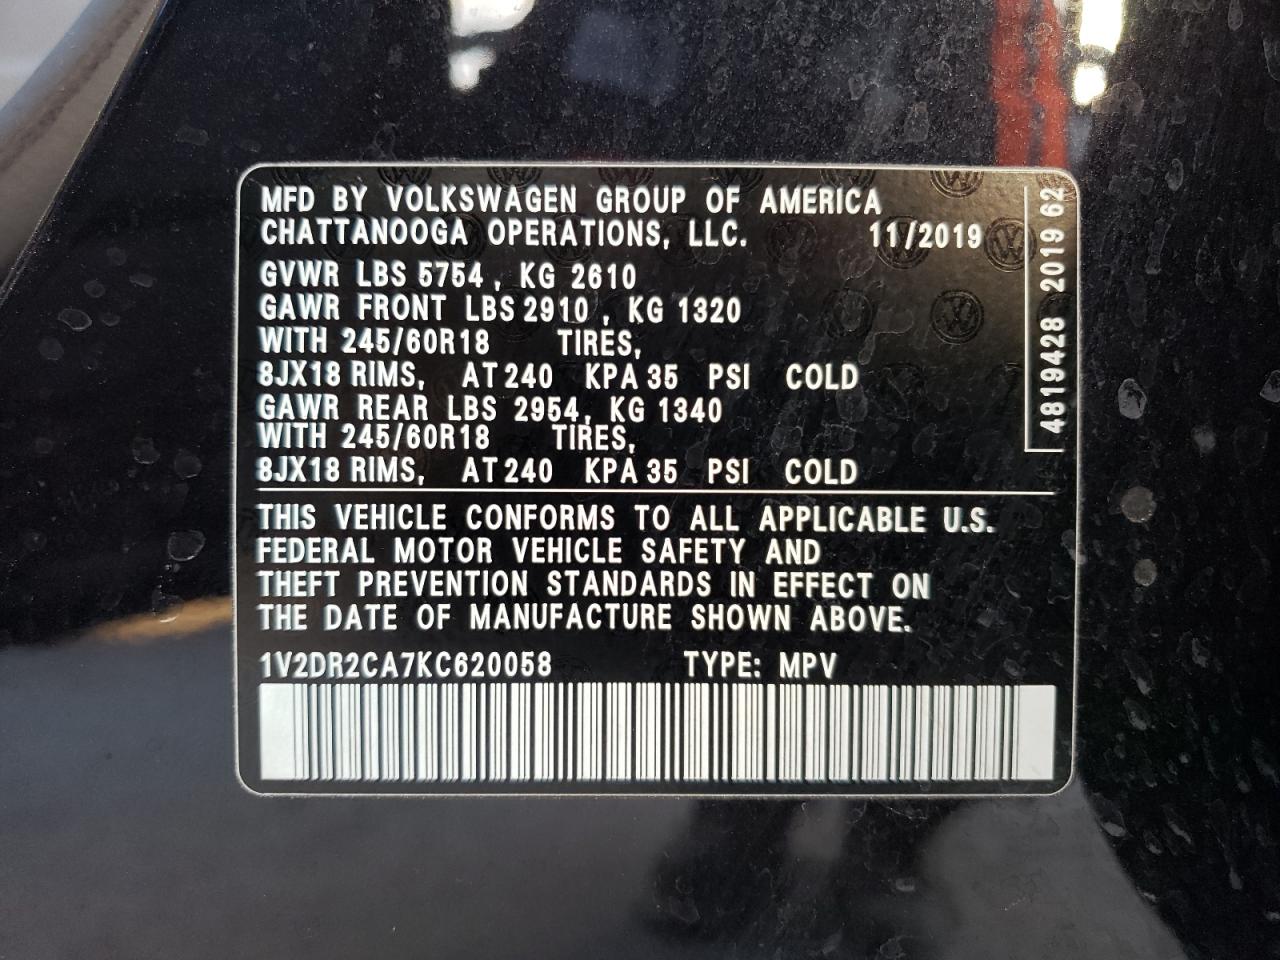 MFD BY VOLKSWAGEN GROUP OF AMERICA
CHATTANOOGA OPERATIONS, LLC. 11/2019
GVWR LBS 5754, KG 2610
GAWR FRONT LBS 2910, KG 1320
WITH 245/60R18 TIRES,
8JX18 RIMS, AT 240 KPA 35 PSI COLD
GAWR REAR LBS 2954, KG 1340
WITH 245/60R18 TIRES,
8JX18 RIMS, AT 240 KPA 35 PSI COLD
THIS VEHICLE CONFORMS TO ALL APPLICABLE U.S.
FEDERAL MOTOR VEHICLE SAFETY AND
THEFT PREVENTION STANDARDS IN EFFECT ON
THE DATE OF MANUFACTURE SHOWN ABOVE.
1V2DR2CA7KC620058 TYPE: MPV
4819428 2019 62